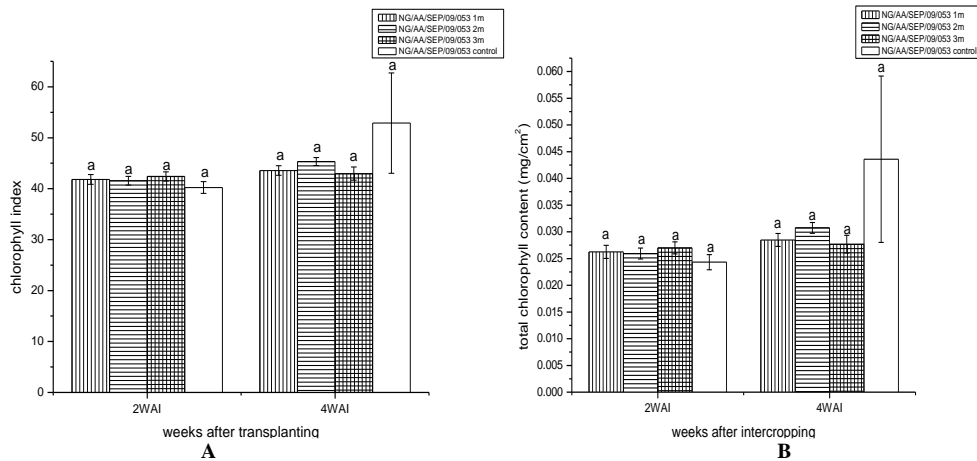 NG/AA/SEP/09/053 1m
NG/AA/SEP/09/053 2m
NG/AA/SEP/09/053 3m
NG/AA/SEP/09/053 control
chlorophyll index
60
50
40
30
20
10
0
a a a a
a a a a
2WAI 4WAI
weeks after transplanting
A
NG/AA/SEP/09/053 1m
NG/AA/SEP/09/053 2m
NG/AA/SEP/09/053 3m
NG/AA/SEP/09/053 control
total chlorophyll content (mg/cm²)
0.060
0.055
0.050
0.045
0.040
0.035
0.030
0.025
0.020
0.015
0.010
0.005
0.000
a a a a
a a a a
2WAI 4WAI
weeks after intercropping
B